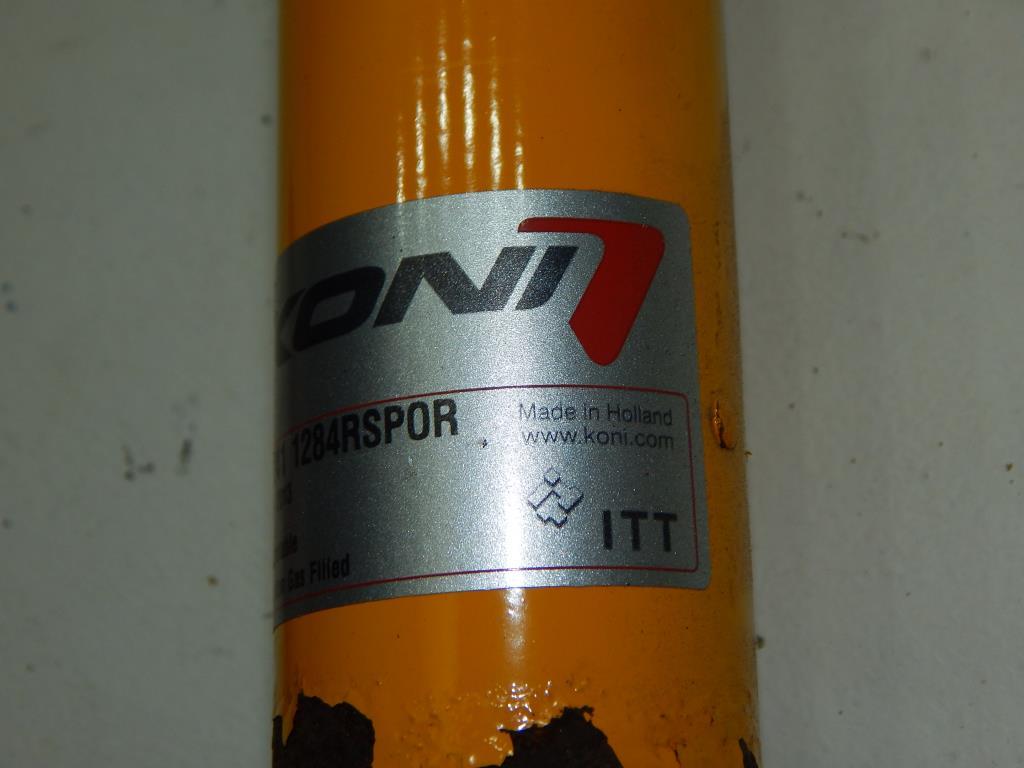 KONI
1284RSPOR
Made in Holland
www.koni.com
ITT
Gas Filled